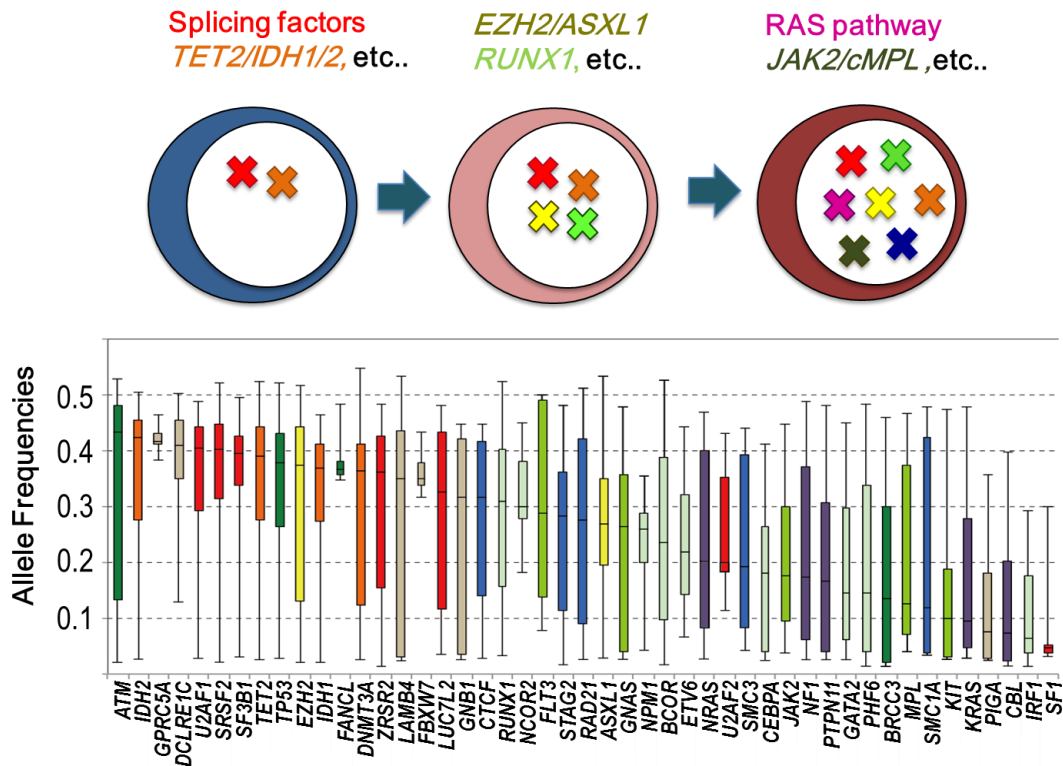 Splicing factors
TET2/IDH1/2, etc..
EZH2/ASXL1
RUNX1, etc..
RAS pathway
JAK2/cMPL ,etc..
Allele Frequencies
0.5
0.4
0.3
0.2
0.1
ATM
IDH2
GPRC5A
DCLRE1C
U2AF1
SRSF2
SF3B1
TET2
TP53
EZH2
IDH1
FANCL
DNMT3A
ZRSR2
LAMB4
FBXW7
LUC7L2
GNB1
CTCF
RUNX1
NCOR2
FLT3
STAG2
RAD21
ASXL1
GNAS
NPM1
BCOR
ETV6
NRAS
U2AF2
SMC3
CEBPA
JAK2
NF1
PTPN11
GATA2
PHF6
BRCC3
MPL
SMC1A
KIT
KRAS
PIGA
CBL
IRF1
SF1